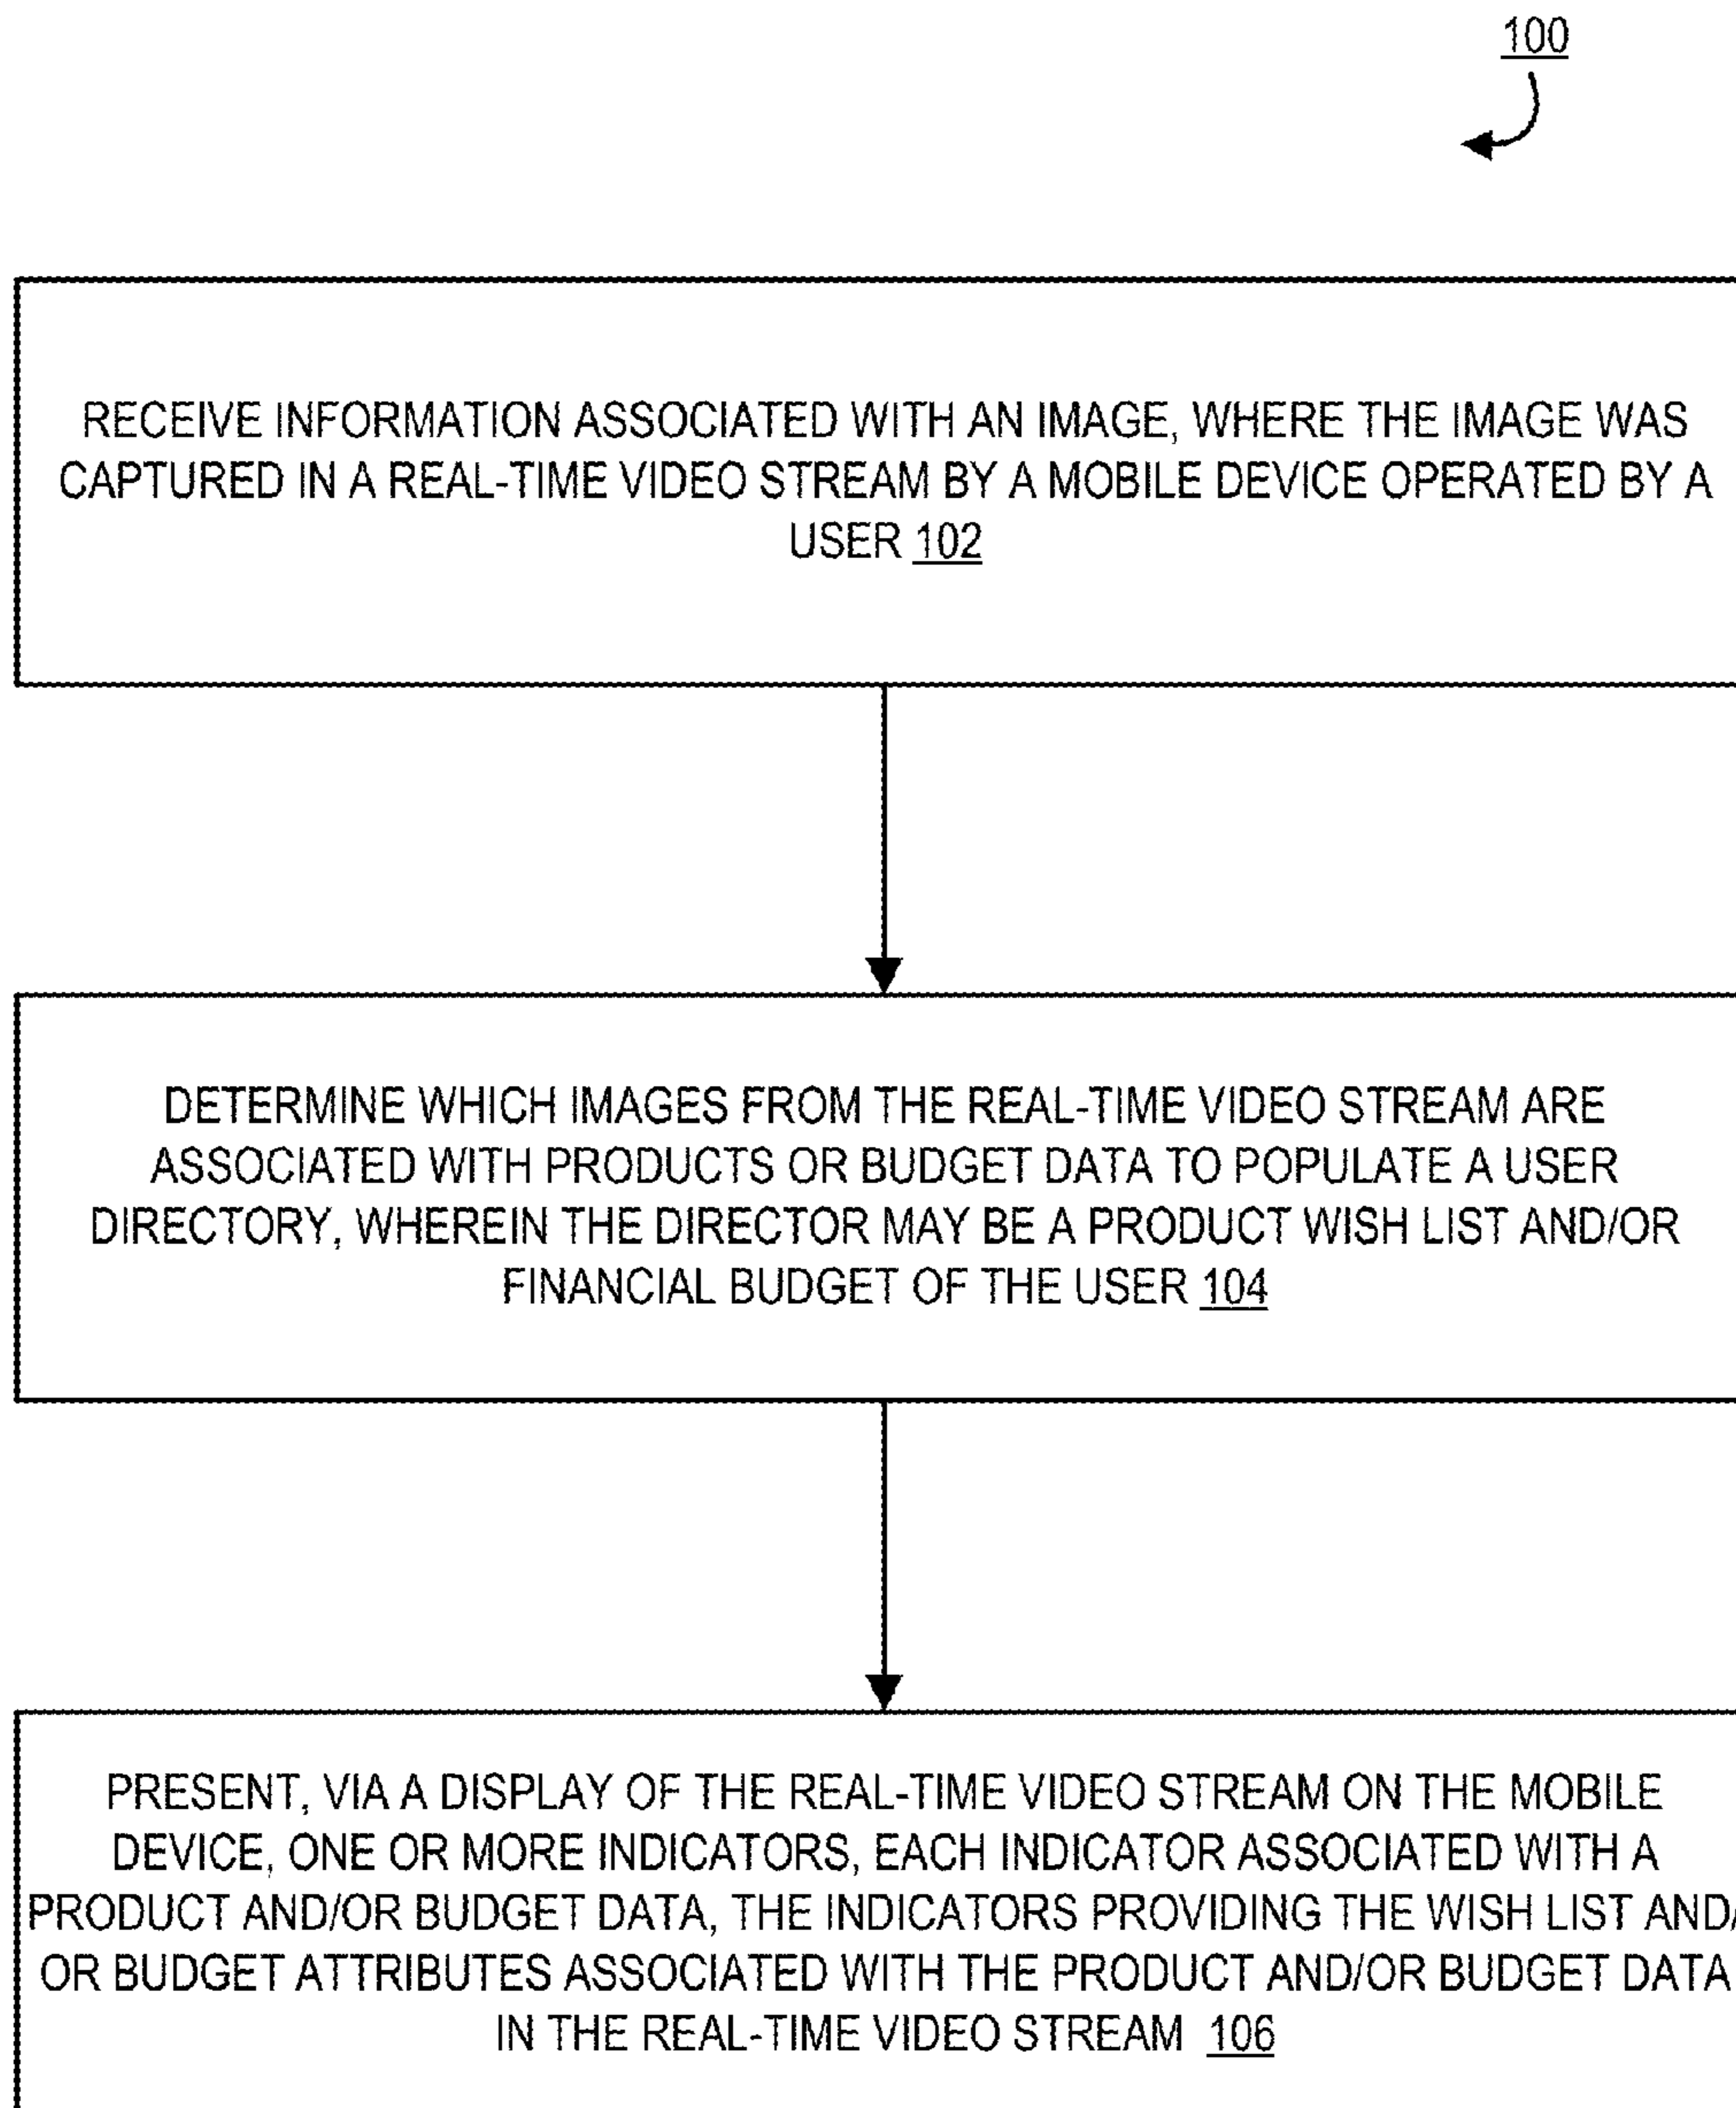 100
RECEIVE INFORMATION ASSOCIATED WITH AN IMAGE, WHERE THE IMAGE WAS
CAPTURED IN A REAL-TIME VIDEO STREAM BY A MOBILE DEVICE OPERATED BY A
USER 102
DETERMINE WHICH IMAGES FROM THE REAL-TIME VIDEO STREAM ARE
ASSOCIATED WITH PRODUCTS OR BUDGET DATA TO POPULATE A USER
DIRECTORY, WHEREIN THE DIRECTOR MAY BE A PRODUCT WISH LIST AND/OR
FINANCIAL BUDGET OF THE USER 104
PRESENT, VIA A DISPLAY OF THE REAL-TIME VIDEO STREAM ON THE MOBILE
DEVICE, ONE OR MORE INDICATORS, EACH INDICATOR ASSOCIATED WITH A
PRODUCT AND/OR BUDGET DATA, THE INDICATORS PROVIDING THE WISH LIST AND/
OR BUDGET ATTRIBUTES ASSOCIATED WITH THE PRODUCT AND/OR BUDGET DATA
IN THE REAL-TIME VIDEO STREAM 106